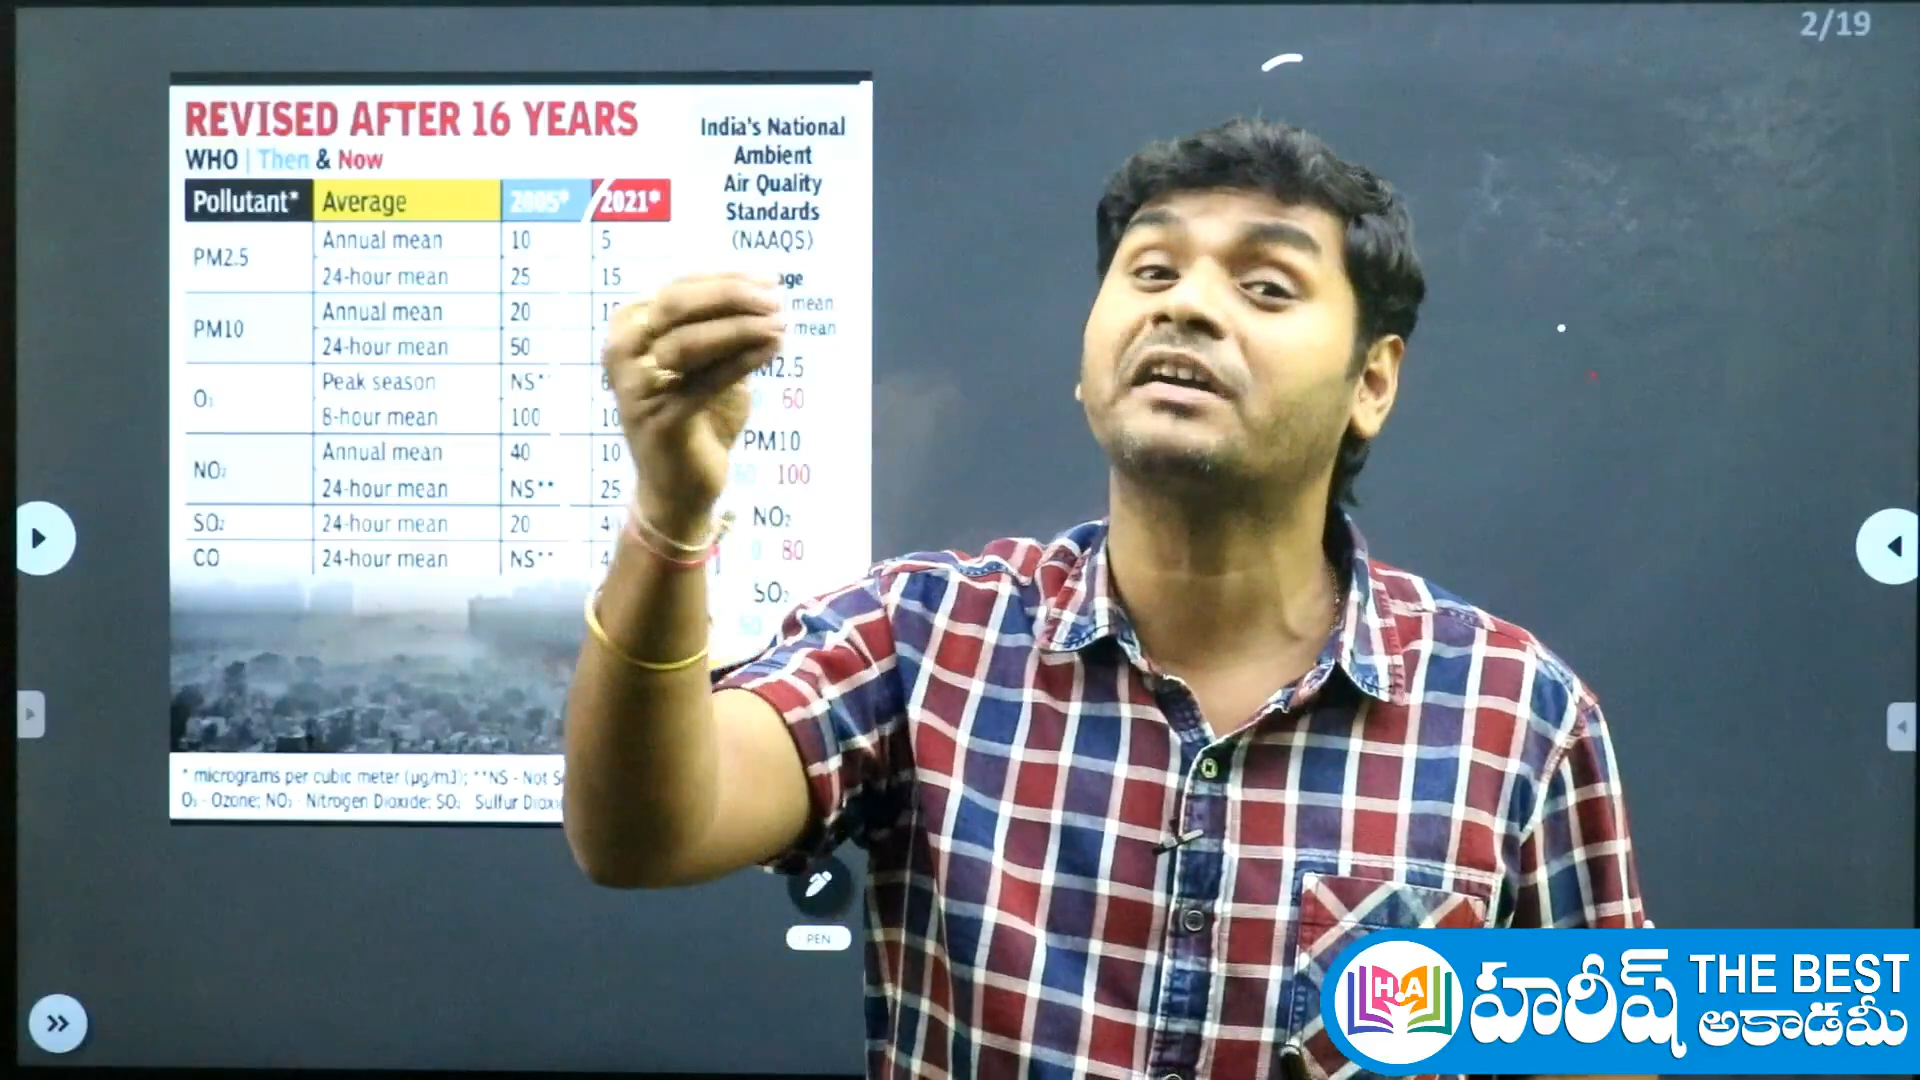 2/19
REVISED AFTER 16 YEARS
WHO | Then & Now
Pollutant* Average 2005* 2021*
PM2.5
Annual mean 10 5
24-hour mean 25 15
PM10
Annual mean 20
24-hour mean 50
O₃
Peak season NS**
8-hour mean 100
NO₂
Annual mean 40 10
24-hour mean NS** 25
SO₂ 24-hour mean 20
CO 24-hour mean NS** 4
India's National
Ambient
Air Quality
Standards
(NAAQS)
mean
mean
60
PM10
100
NO₂
80
SO₂
* micrograms per cubic meter (µg/m3); **NS - Not
O₃ - Ozone; NO₂ - Nitrogen Dioxide; SO₂ Sulfur
PEN
H.A
హరీష్ THE BEST
అకాడమీ